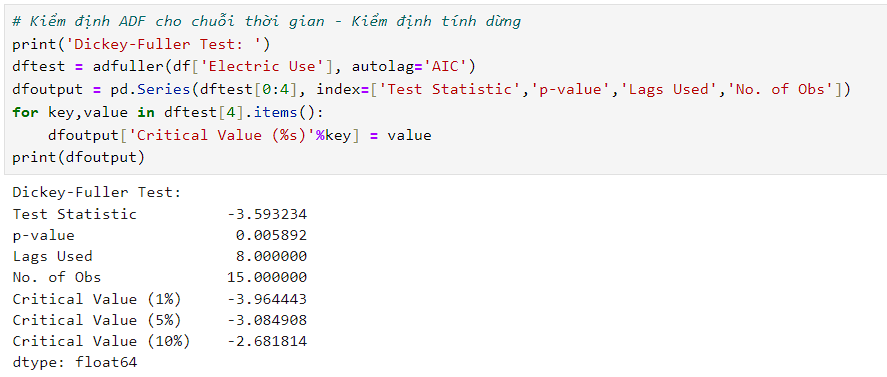 # Kiểm định ADF cho chuỗi thời gian - Kiểm định tính dừng
print('Dickey-Fuller Test: ')
dftest = adfuller(df['Electric Use'], autolag='AIC')
dfoutput = pd.Series(dftest[0:4], index=['Test Statistic','p-value','Lags Used','No. of Obs'])
for key,value in dftest[4].items():
    dfoutput['Critical Value (%s)'%key] = value
print(dfoutput)
Dickey-Fuller Test:
Test Statistic          -3.593234
p-value                  0.005892
Lags Used                8.000000
No. of Obs              15.000000
Critical Value (1%)     -3.964443
Critical Value (5%)     -3.084908
Critical Value (10%)    -2.681814
dtype: float64